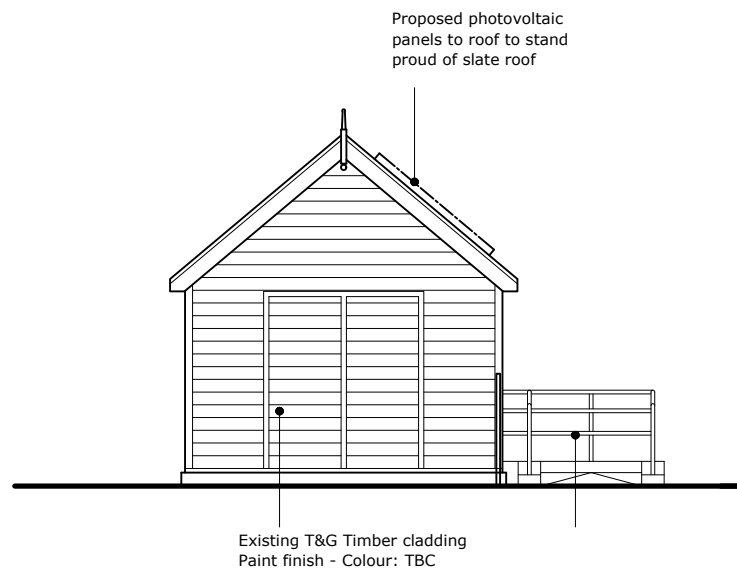 Proposed photovoltaic
panels to roof to stand
proud of slate roof
Existing T&G Timber cladding
Paint finish - Colour: TBC